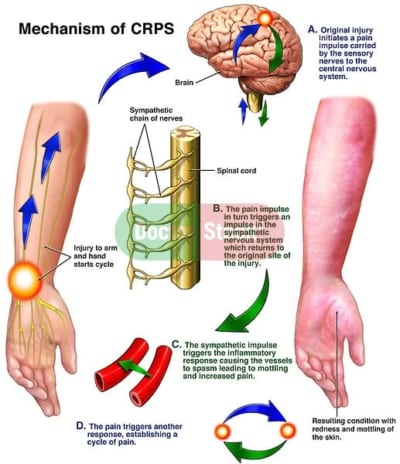 Mechanism of CRPS
A. Original injury
initiates a pain
impulse carried
by the sensory
nerves to the
central nervous
system.
Brain
Sympathetic
chain of nerves
Spinal cord
B. The pain impulse
in turn triggers an
impulse in the
sympathetic
nervous system
which returns to
the original site of
the injury.
Injury to arm
and hand
starts cycle
C. The sympathetic impulse
triggers the inflammatory
response causing the vessels
to spasm leading to mottling
and increased pain.
D. The pain triggers another
response, establishing a
cycle of pain.
Resulting condition with
redness and mottling of
the skin.